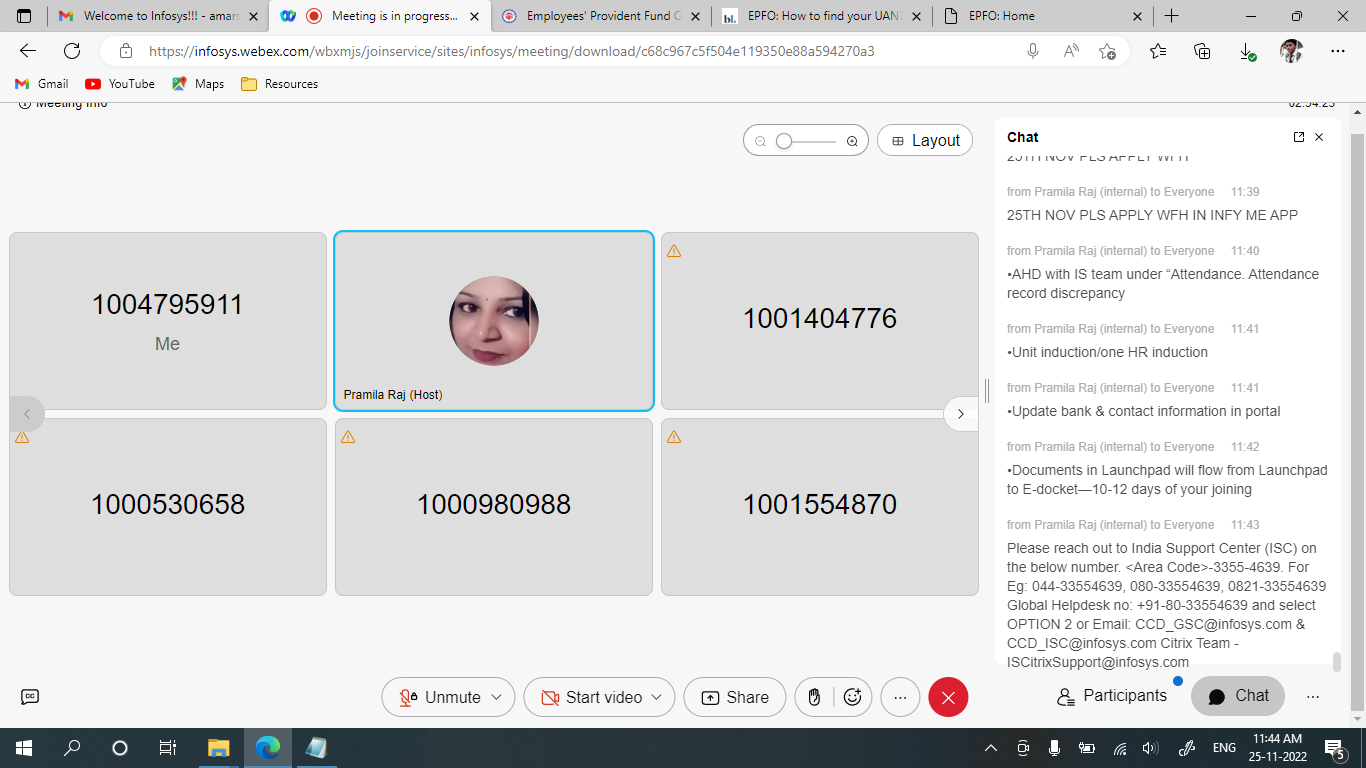 Welcome to Infosys!!! - amars
Meeting is in progress...
Employees' Provident Fund C
bl.
EPFO: How to find your UAN
EPFO: Home
https://infosys.webex.com/wbxmjs/joinservice/sites/infosys/meeting/download/c68c967c5f504e119350e88a594270a3
Gmail
YouTube
Maps
Resources
Meeting Info
Layout
1004795911
Me
Pramila Raj (Host)
1001404776
1000530658
1000980988
1001554870
Chat
25TH NOV PLS APPLY WFH
from Pramila Raj (internal) to Everyone 11:39
25TH NOV PLS APPLY WFH IN INFY ME APP
from Pramila Raj (internal) to Everyone 11:40
•AHD with IS team under “Attendance. Attendance
record discrepancy
from Pramila Raj (internal) to Everyone 11:41
•Unit induction/one HR induction
from Pramila Raj (internal) to Everyone 11:41
•Update bank & contact information in portal
from Pramila Raj (internal) to Everyone 11:42
•Documents in Launchpad will flow from Launchpad
to E-docket—10-12 days of your joining
from Pramila Raj (internal) to Everyone 11:43
Please reach out to India Support Center (ISC) on
the below number. <Area Code>-3355-4639. For
Eg: 044-33554639, 080-33554639, 0821-33554639
Global Helpdesk no: +91-80-33554639 and select
OPTION 2 or Email: CCD_GSC@infosys.com &
CCD_ISC@infosys.com Citrix Team -
ISCitrixSupport@infosys.com
CC
Unmute
Start video
Share
Participants
Chat
ENG
11:44 AM
25-11-2022
5